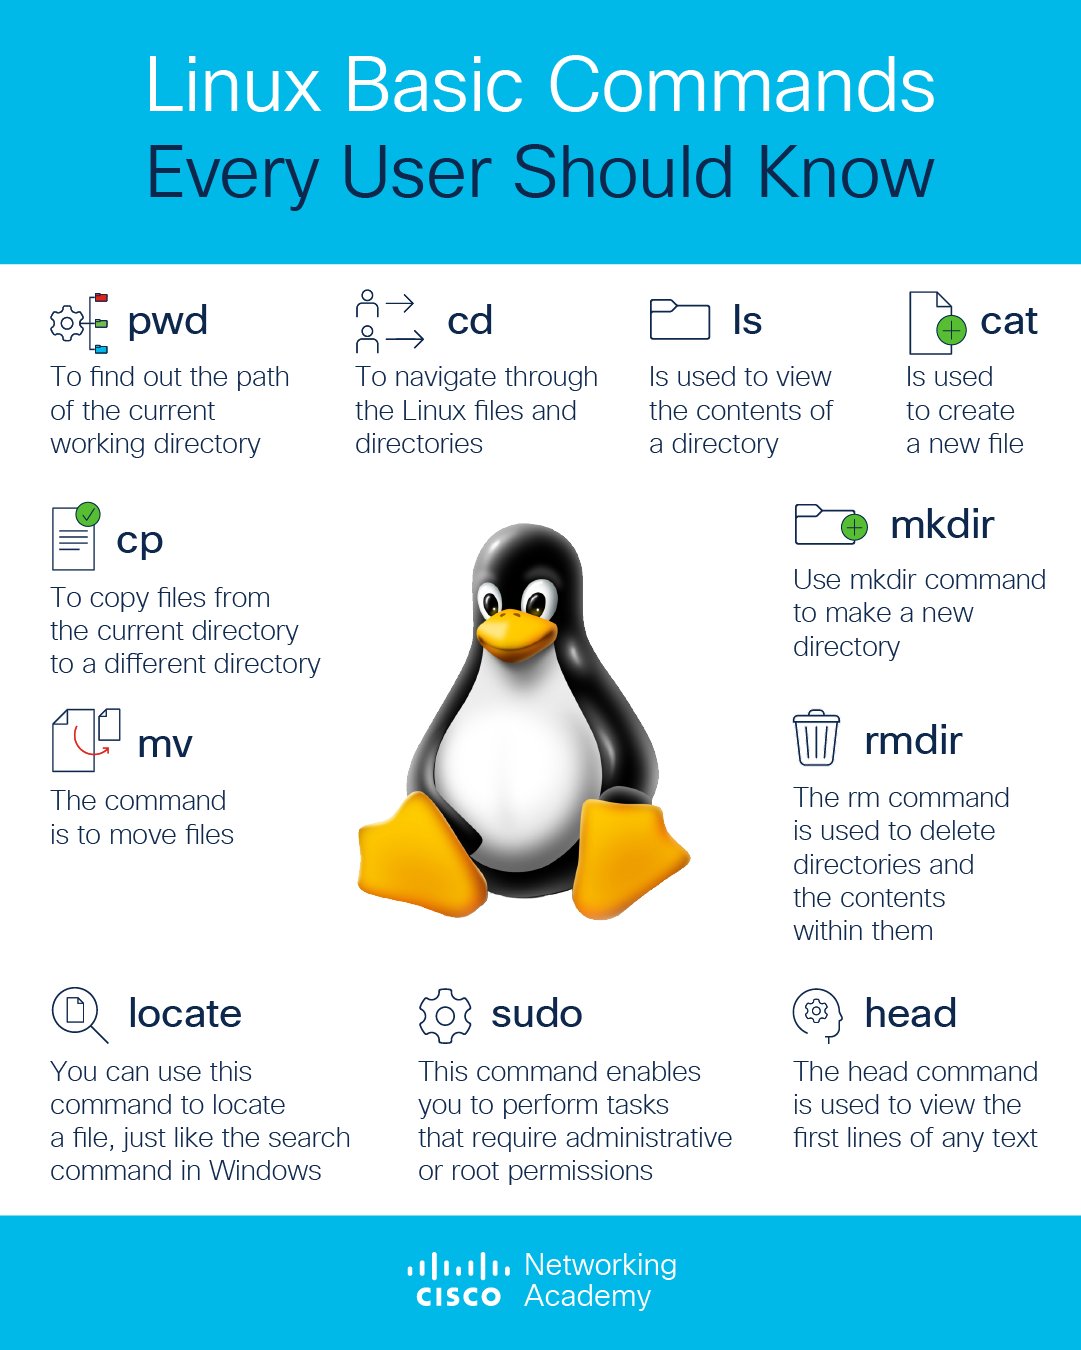 Linux Basic Commands
Every User Should Know
pwd
To find out the path
of the current
working directory
cd
To navigate through
the Linux files and
directories
ls
Is used to view
the contents of
a directory
cat
Is used
to create
a new file
cp
To copy files from
the current directory
to a different directory
mkdir
Use mkdir command
to make a new
directory
mv
The command
is to move files
rmdir
The rm command
is used to delete
directories and
the contents
within them
locate
You can use this
command to locate
a file, just like the search
command in Windows
sudo
This command enables
you to perform tasks
that require administrative
or root permissions
head
The head command
is used to view the
first lines of any text
CISCO
Networking
Academy